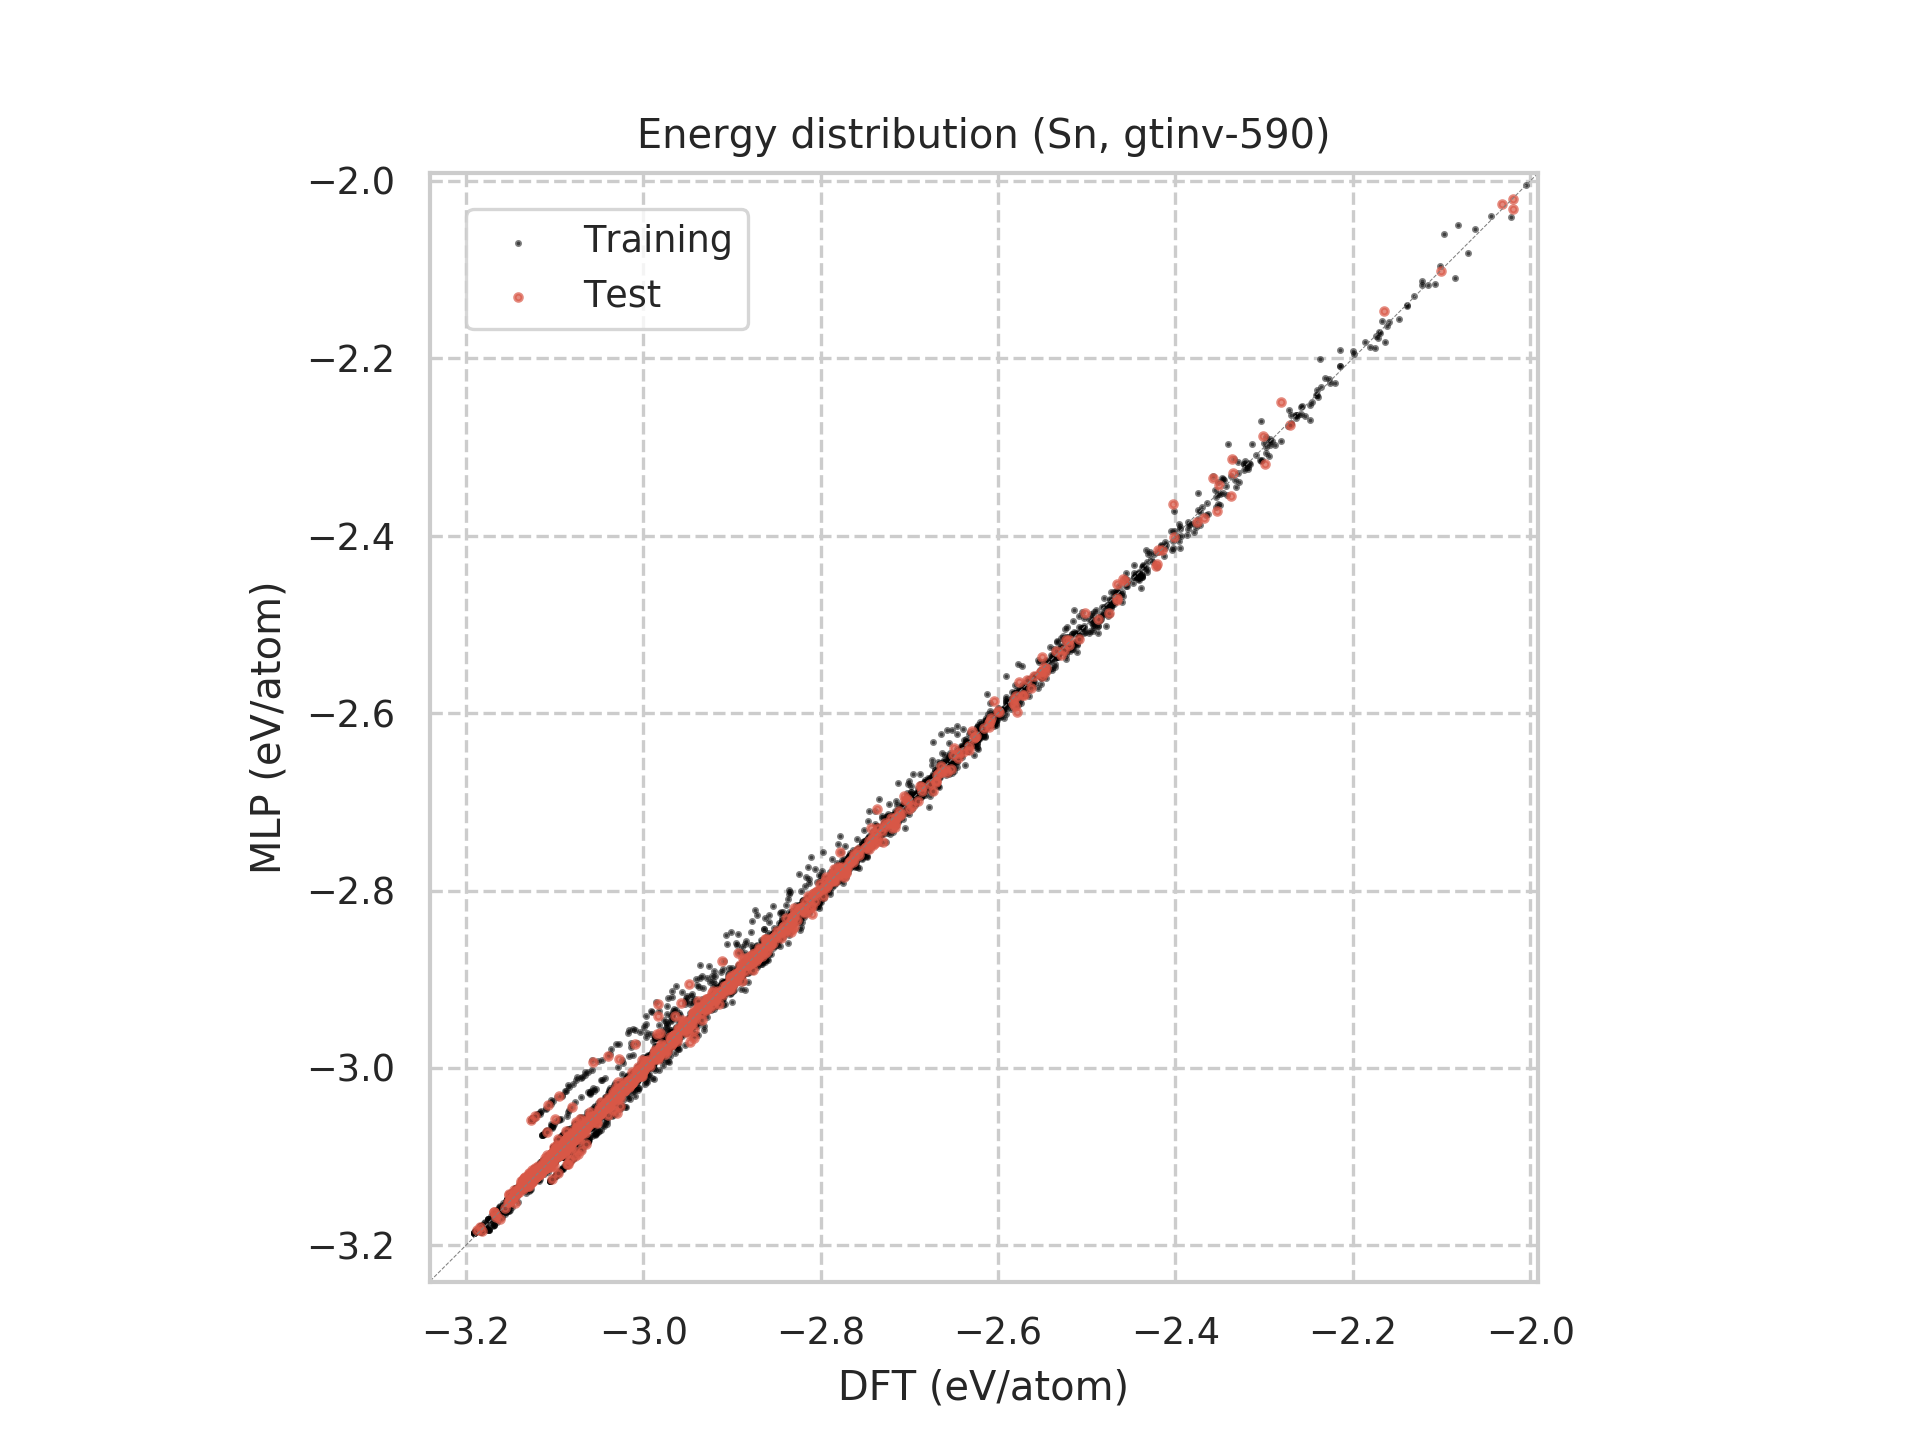 Energy distribution (Sn, gtinv-590)
Training
Test
−2.0
−2.2
−2.4
−2.6
−2.8
−3.0
−3.2
MLP (eV/atom)
−3.2 −3.0 −2.8 −2.6 −2.4 −2.2 −2.0
DFT (eV/atom)